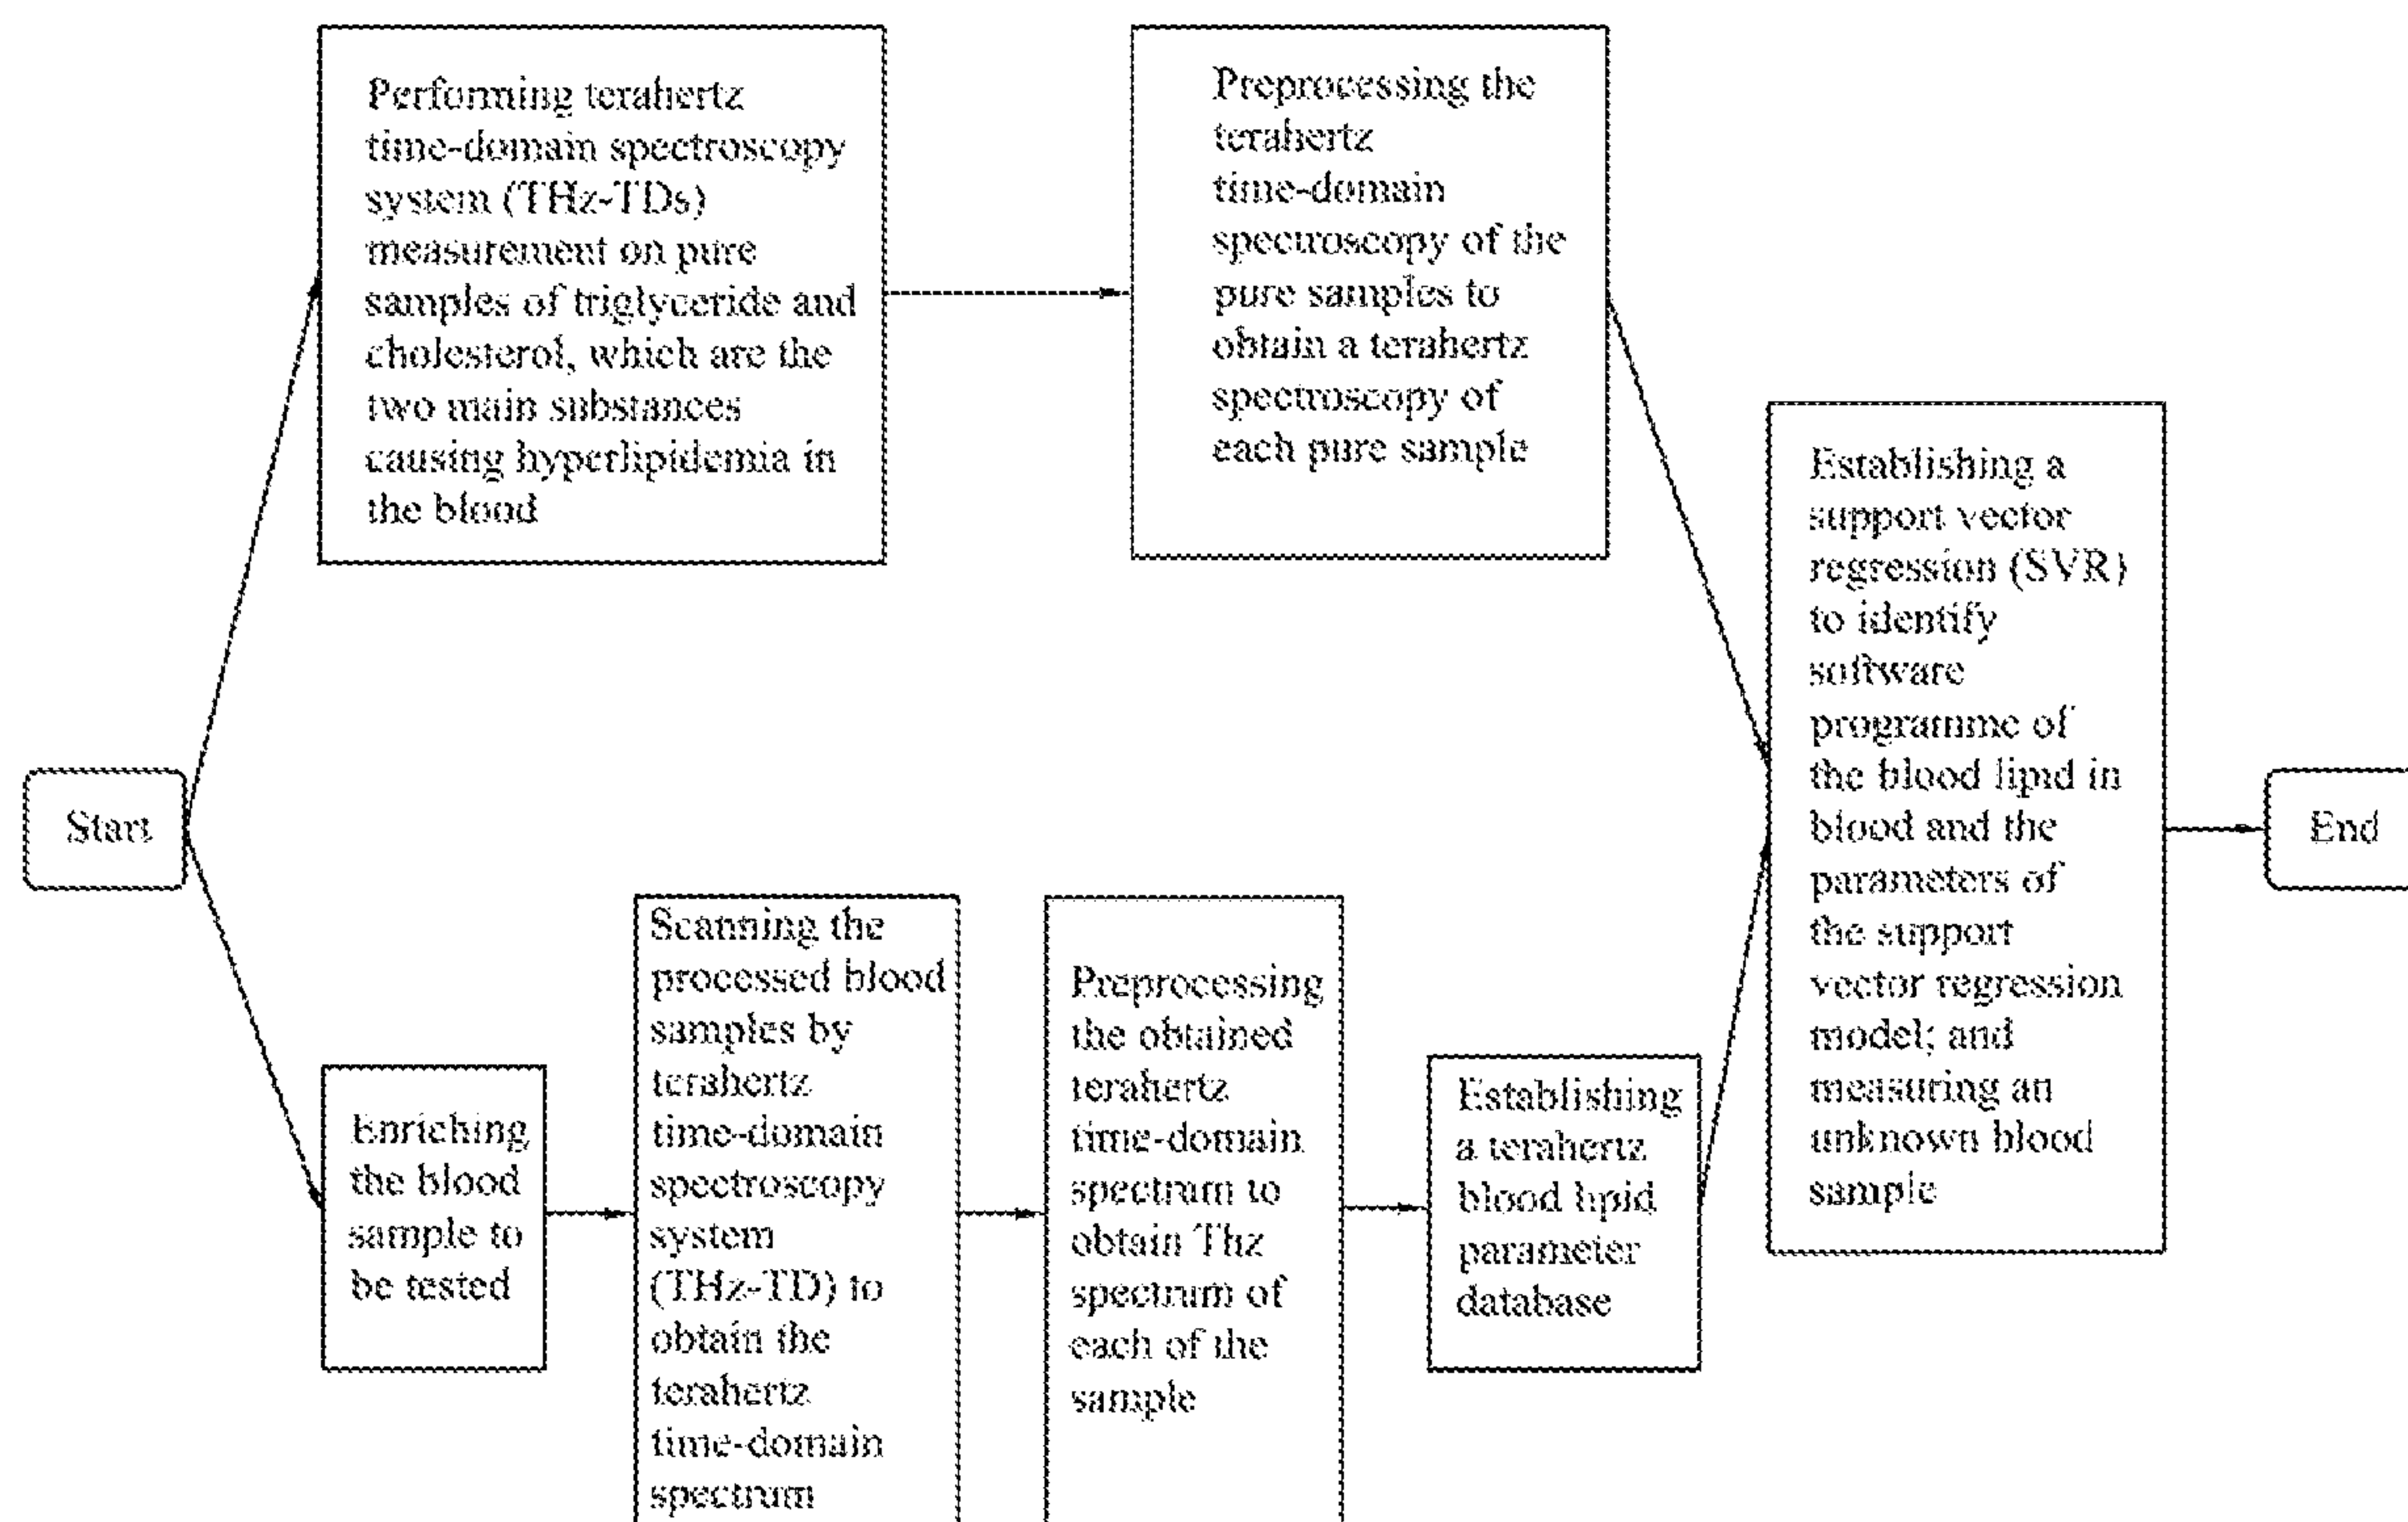 Performing terahertz
time-domain spectroscopy
system (THz-TDs)
measurement on pure
samples of triglyceride and
cholesterol, which are the
two main substances
causing hyperlipidemia in
the blood
Preprocessing the
terahertz
time-domain
spectroscopy of the
pure samples to
obtain a terahertz
spectroscopy of
each pure sample
Start
Enriching
the blood
sample to
be tested
Scanning the
processed blood
samples by
terahertz
time-domain
spectroscopy
system
(THz-TD) to
obtain the
terahertz
time-domain
spectrum
Preprocessing
the obtained
terahertz
time-domain
spectrum to
obtain Thz
spectrum of
each of the
sample
Establishing
a terahertz
blood lipid
parameter
database
Establishing a
support vector
regression (SVR)
to identify
software
programme of
the blood lipid in
blood and the
parameters of
the support
vector regression
model; and
measuring an
unknown blood
sample
End